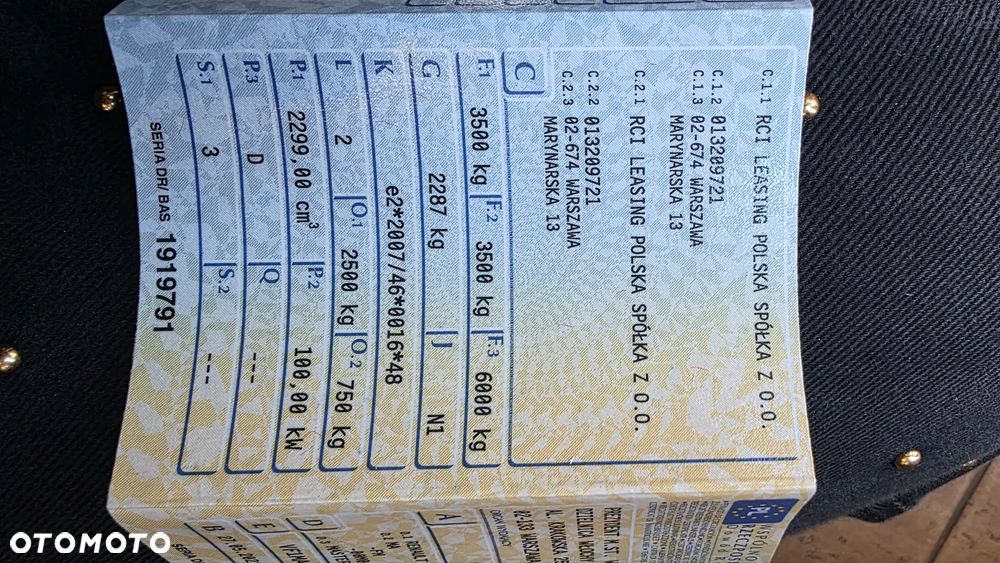 C.1.1 RCI LEASING POLSKA SPÓŁKA Z O.O.
C.1.2 013209721
C.1.3 02-674 WARSZAWA
MARYNARSKA 13
C.2.1 RCI LEASING POLSKA SPÓŁKA Z O.O.
C.2.2 013209721
C.2.3 02-674 WARSZAWA
MARYNARSKA 13
C
F.1 3500 kg F.2 3500 kg F.3 6000 kg
G 2287 kg J N1
K e2*2007/46*0016*48
L 2 O.1 2500 kg O.2 750 kg
P.1 2299,00 cm³ P.2 100,00 kW
P.3 D Q ---
S.1 3 S.2 ---
SERIA DR/BAS 1919791
PL
A
D
E
B
OTOMOTO